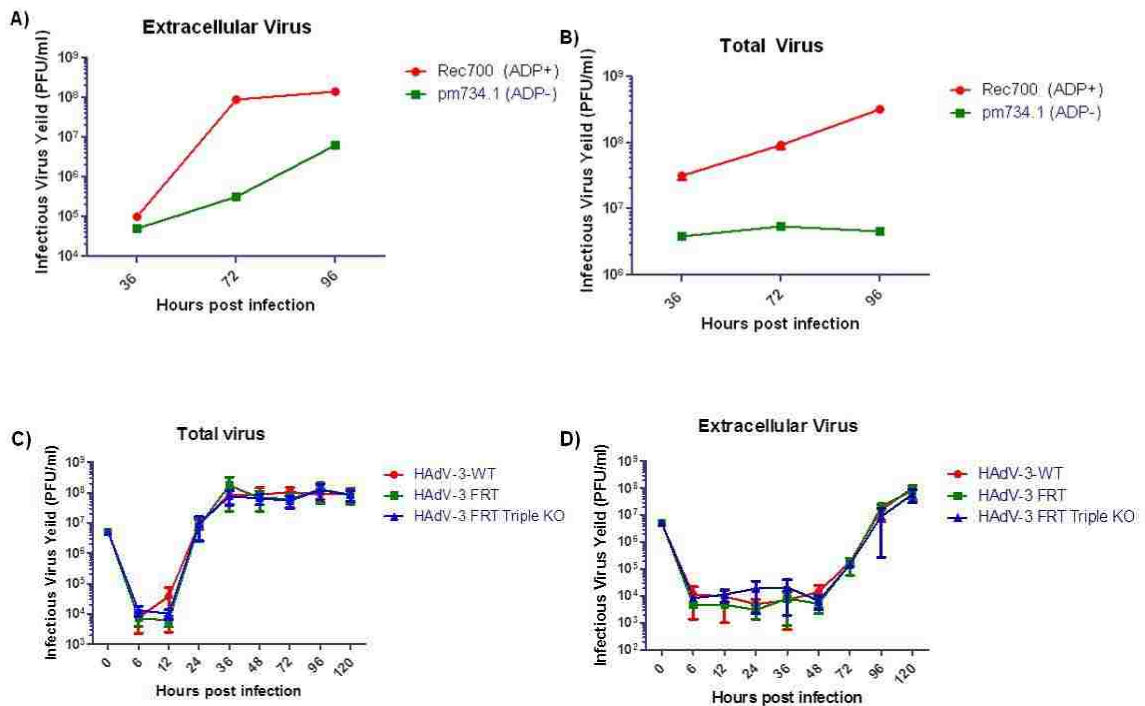 A)
Extracellular Virus
Infectious Virus Yeild (PFU/ml)
10⁹
10⁸
10⁷
10⁶
10⁵
10⁴
36
72
96
Hours post infection
Rec700 (ADP+)
pm734.1 (ADP-)
B)
Total Virus
Infectious Virus Yeild (PFU/ml)
10⁹
10⁸
10⁷
10⁶
36
72
96
Hours post infection
Rec700 (ADP+)
pm734.1 (ADP-)
C)
Total virus
Infectious Virus Yeild (PFU/ml)
10⁹
10⁸
10⁷
10⁶
10⁵
10⁴
10³
0
6
12
24
36
48
72
96
120
Hours post infection
HAdV-3-WT
HAdV-3 FRT
HAdV-3 FRT Triple KO
D)
Extracellular Virus
Infectious Virus Yeild (PFU/ml)
10⁹
10⁸
10⁷
10⁶
10⁵
10⁴
10³
10²
0
6
12
24
36
48
72
96
120
Hours post infection
HAdV-3-WT
HAdV-3 FRT
HAdV-3 FRT Triple KO